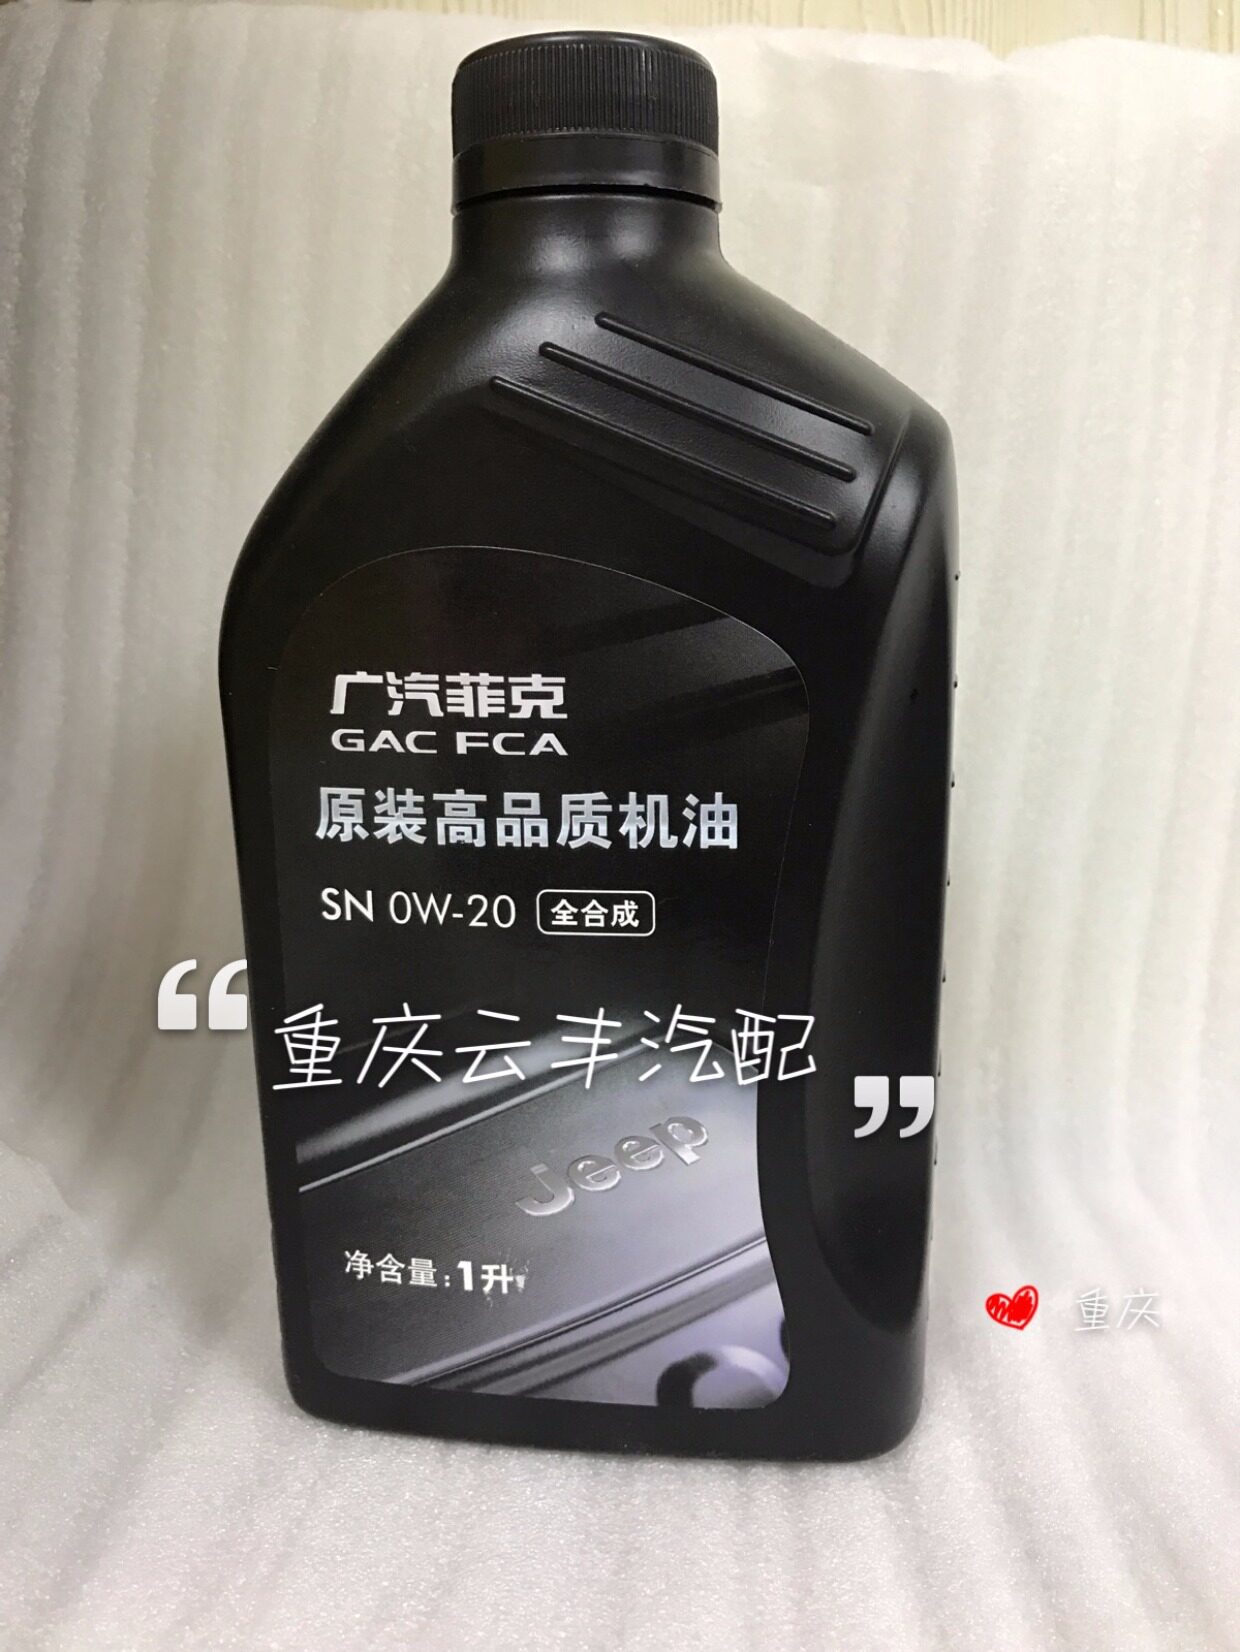 广汽菲克
GAC FCA
原装高品质机油
SN 0W-20 全合成
“重庆云丰汽配”
Jeep
净含量:1升
重庆